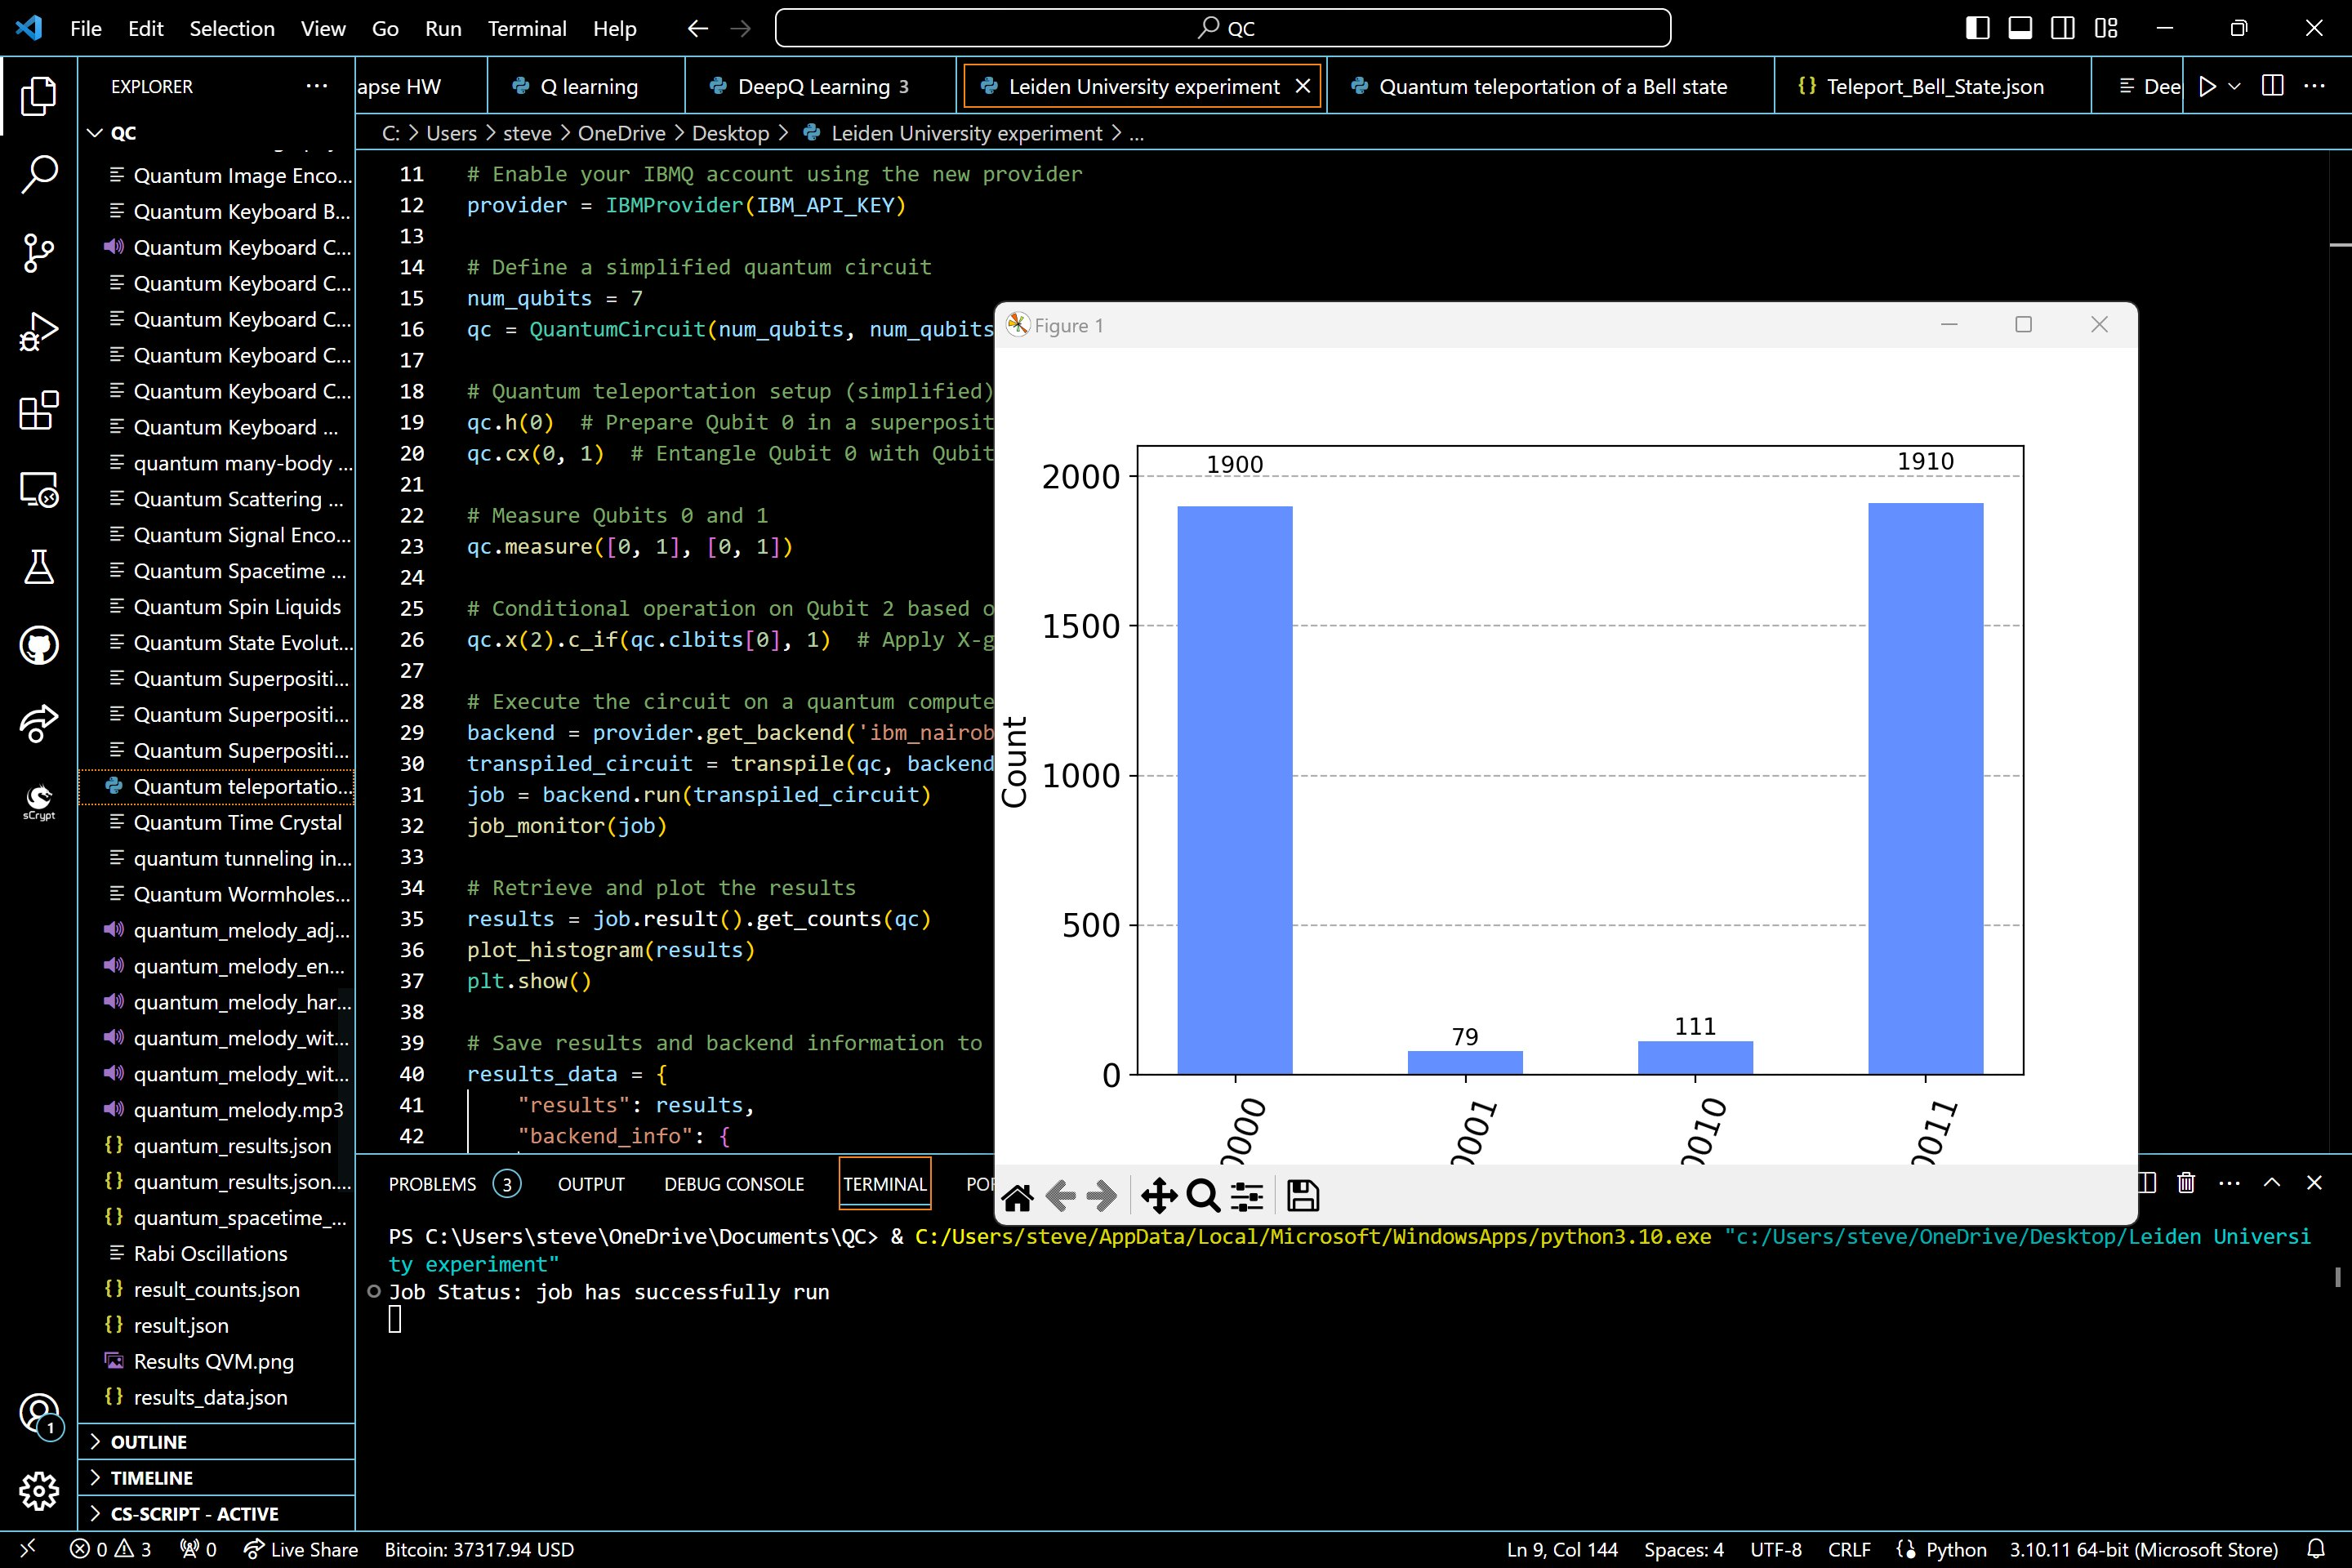 File Edit Selection View Go Run Terminal Help
QC
EXPLORER
apse HW
Q learning
DeepQ Learning 3
Leiden University experiment
Quantum teleportation of a Bell state
{} Teleport_Bell_State.json
Dee
QC
C: > Users > steve > OneDrive > Desktop > Leiden University experiment > ...
Quantum Image Enco...
Quantum Keyboard B...
Quantum Keyboard C...
Quantum Keyboard C...
Quantum Keyboard C...
Quantum Keyboard C...
Quantum Keyboard C...
Quantum Keyboard ...
quantum many-body ...
Quantum Scattering ...
Quantum Signal Enco...
Quantum Spacetime ...
Quantum Spin Liquids
Quantum State Evolut...
Quantum Superpositi...
Quantum Superpositi...
Quantum Superpositi...
Quantum teleportatio...
Quantum Time Crystal
quantum tunneling in...
Quantum Wormholes...
quantum_melody_adj...
quantum_melody_en...
quantum_melody_har...
quantum_melody_wit...
quantum_melody_wit...
quantum_melody.mp3
{} quantum_results.json
{} quantum_results.json....
{} quantum_spacetime_...
Rabi Oscillations
{} result_counts.json
{} result.json
Results QVM.png
{} results_data.json
OUTLINE
TIMELINE
CS-SCRIPT - ACTIVE
sCrypt
1
11 # Enable your IBMQ account using the new provider
12 provider = IBMProvider(IBM_API_KEY)
13
14 # Define a simplified quantum circuit
15 num_qubits = 7
16 qc = QuantumCircuit(num_qubits, num_qubits
17
18 # Quantum teleportation setup (simplified)
19 qc.h(0)  # Prepare Qubit 0 in a superposit
20 qc.cx(0, 1)  # Entangle Qubit 0 with Qubit
21
22 # Measure Qubits 0 and 1
23 qc.measure([0, 1], [0, 1])
24
25 # Conditional operation on Qubit 2 based o
26 qc.x(2).c_if(qc.clbits[0], 1)  # Apply X-g
27
28 # Execute the circuit on a quantum compute
29 backend = provider.get_backend('ibm_nairob
30 transpiled_circuit = transpile(qc, backend
31 job = backend.run(transpiled_circuit)
32 job_monitor(job)
33
34 # Retrieve and plot the results
35 results = job.result().get_counts(qc)
36 plot_histogram(results)
37 plt.show()
38
39 # Save results and backend information to
40 results_data = {
41 "results": results,
42 "backend_info": {
Figure 1
Count
2000
1500
1000
500
0
1900
79
111
1910
0000
0001
0010
0011
PROBLEMS 3 OUTPUT DEBUG CONSOLE TERMINAL POR
PS C:\Users\steve\OneDrive\Documents\QC> & C:/Users/steve/AppData/Local/Microsoft/WindowsApps/python3.10.exe "c:/Users/steve/OneDrive/Desktop/Leiden Universi
ty experiment"
Job Status: job has successfully run
0 3 0 Live Share Bitcoin: 37317.94 USD Ln 9, Col 144 Spaces: 4 UTF-8 CRLF Python 3.10.11 64-bit (Microsoft Store)